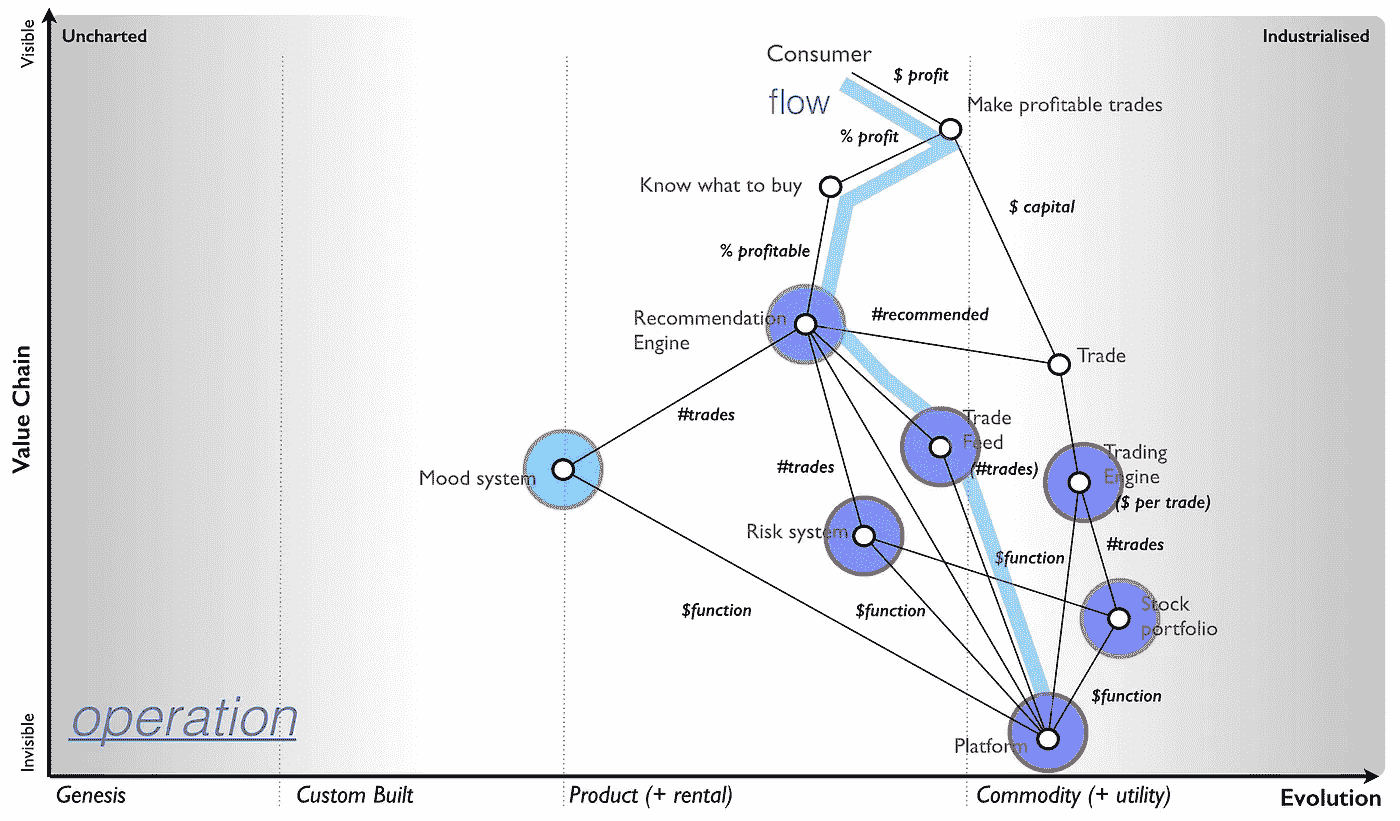 Visible
Uncharted
Industrialised
Consumer
$ profit
flow
Make profitable trades
% profit
Know what to buy
$ capital
% profitable
#recommended
Recommendation
Engine
Trade
#trades
Trade
Feed
(#trades)
#trades
Mood system
Trading
Engine
($ per trade)
Risk system
#trades
$function
Stock
portfolio
$function
$function
$function
Platform
Value Chain
operation
Invisible
Genesis
Custom Built
Product (+ rental)
Commodity (+ utility)
Evolution